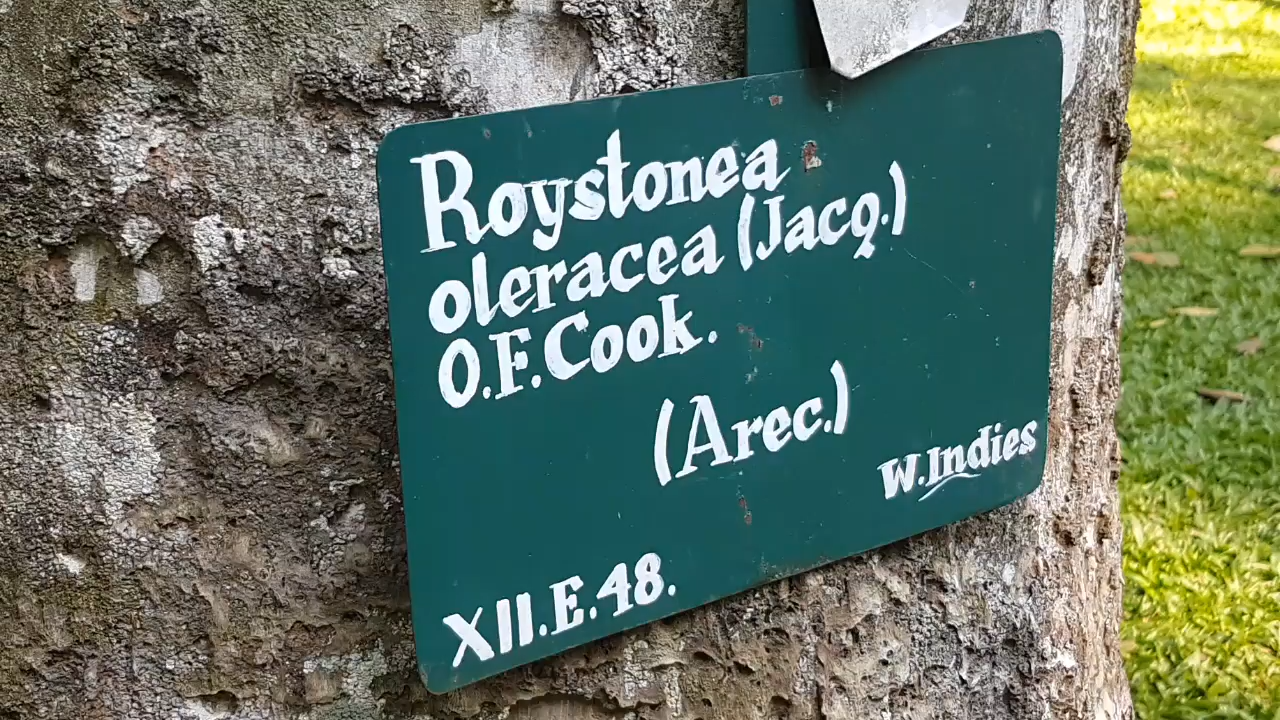 Roystonea
oleracea (Jacq.)
O.F.Cook.
(Arec.)
W.Indies
XII.E.48.